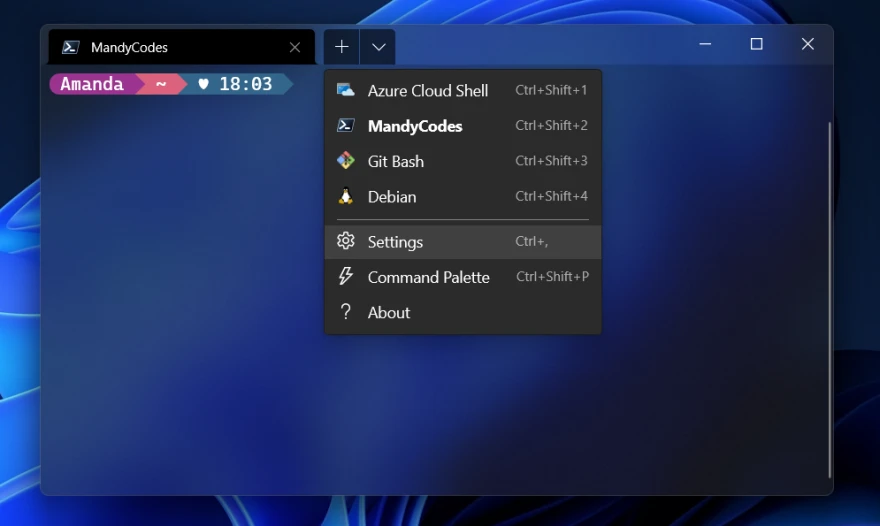 MandyCodes
Amanda ~ ♥ 18:03
Azure Cloud Shell Ctrl+Shift+1
MandyCodes Ctrl+Shift+2
Git Bash Ctrl+Shift+3
Debian Ctrl+Shift+4
Settings Ctrl+,
Command Palette Ctrl+Shift+P
? About